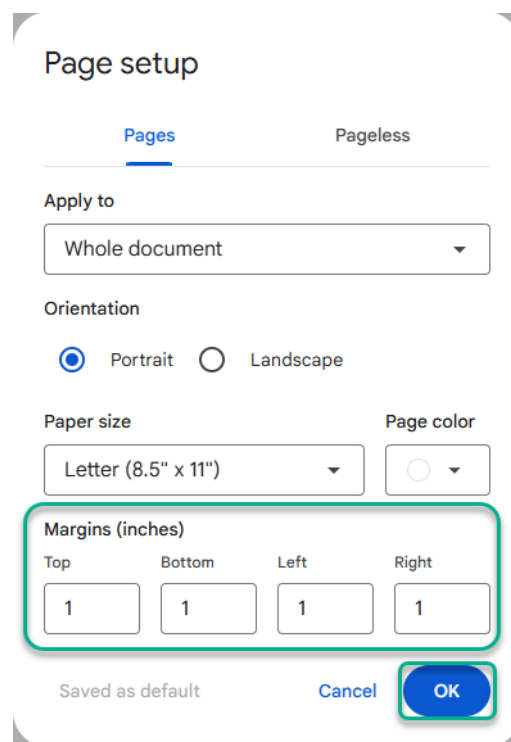 Page setup
Pages Pageless
Apply to
Whole document
Orientation
Portrait Landscape
Paper size Page color
Letter (8.5" x 11")
Margins (inches)
Top Bottom Left Right
1 1 1 1
Saved as default Cancel OK